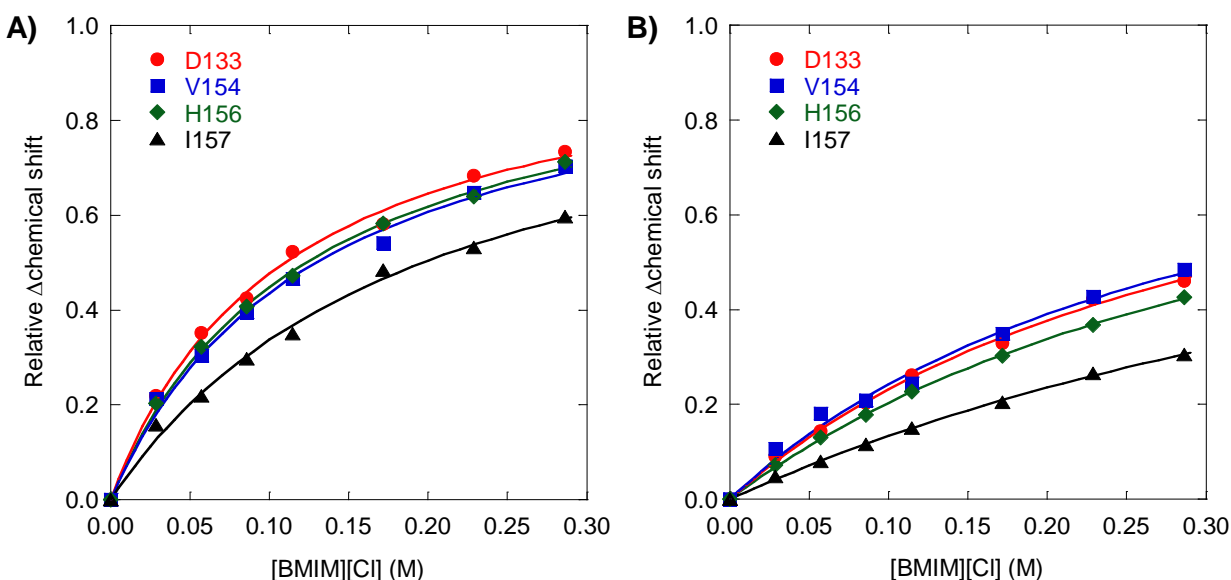 A)
1.0
0.8
0.6
0.4
0.2
0.0
Relative Δchemical shift
D133
V154
H156
I157
0.00 0.05 0.10 0.15 0.20 0.25 0.30
[BMIM][Cl] (M)
B)
1.0
0.8
0.6
0.4
0.2
0.0
Relative Δchemical shift
D133
V154
H156
I157
0.00 0.05 0.10 0.15 0.20 0.25 0.30
[BMIM][Cl] (M)